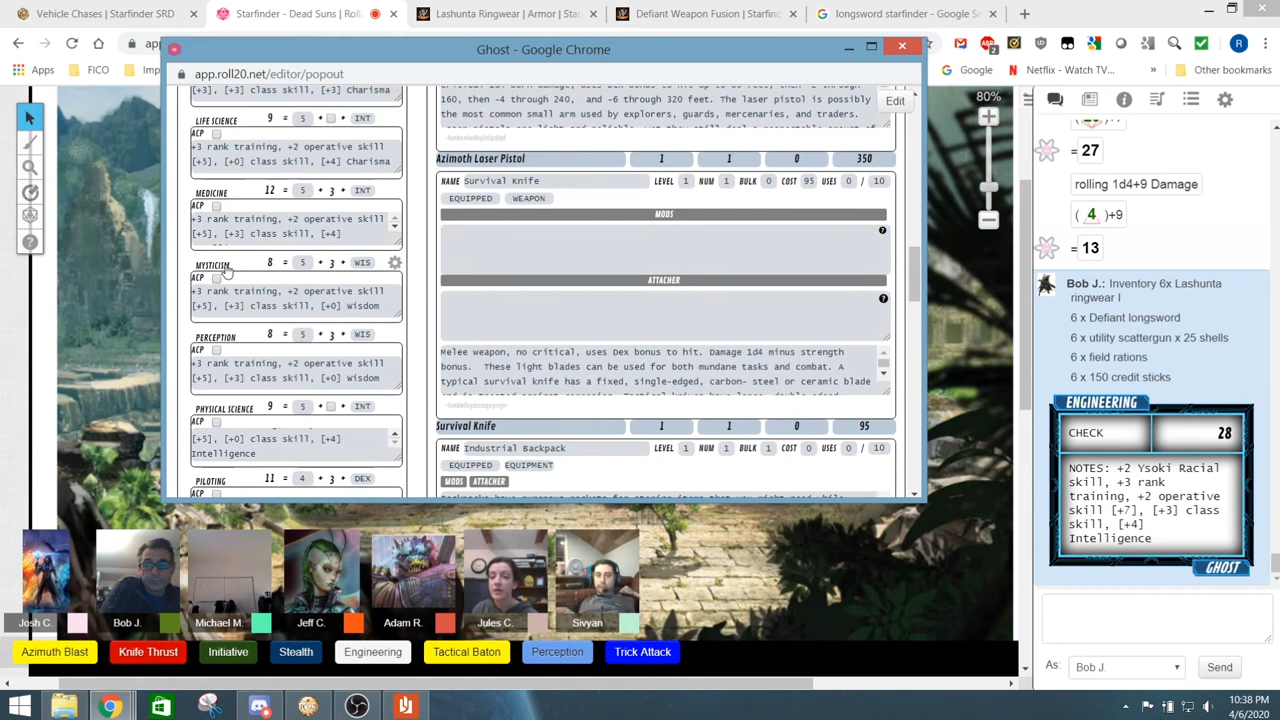 Vehicle Chases | Starfinder SRD
Starfinder - Dead Suns | Roll
Lashunta Ringwear | Armor | Star
Defiant Weapon Fusion | Starfind
longsword starfinder - Google Se
Ghost - Google Chrome
app.roll20.net/editor/popout
Apps
FICO
Google
Netflix - Watch TV...
Other bookmarks
Edit
80%
[+3], [+3] class skill, [+3] Charisma
LIFE SCIENCE 9 = 5 + + INT
ACP
+3 rank training, +2 operative skill
[+5], [+0] class skill, [+4] Charisma
MEDICINE 12 = 5 + 3 + INT
ACP
+3 rank training, +2 operative skill
[+5], [+3] class skill, [+4]
MYSTICISM 8 = 5 + 3 + WIS
ACP
+3 rank training, +2 operative skill
[+5], [+3] class skill, [+0] Wisdom
PERCEPTION 8 = 5 + 3 + WIS
ACP
+3 rank training, +2 operative skill
[+5], [+3] class skill, [+0] wisdom
PHYSICAL SCIENCE 9 = 5 + + INT
ACP
[+5], [+0] class skill, [+4]
Intelligence
PILOTING 11 = 4 + 3 + DEX
ACP
4 through 240, and -6 through 320 feet. The laser pistol is possibly
the most common small arm used by explorers, guards, mercenaries, and traders.
Azimoth Laser Pistol 1 1 0 350
NAME Survival Knife LEVEL 1 NUM 1 BULK 0 COST 95 USES 0 / 10
EQUIPPED WEAPON
MODS
ATTACHER
Melee weapon, no critical, uses Dex bonus to hit. Damage 1d4 minus strength
bonus. These light blades can be used for both mundane tasks and combat. A
typical survival knife has a fixed, single-edged, carbon- steel or ceramic blade
Survival Knife 1 1 0 95
NAME Industrial Backpack LEVEL 1 NUM 1 BULK 1 COST 0 USES 0 / 10
EQUIPPED EQUIPMENT
MODS ATTACHER
= 27
rolling 1d4+9 Damage
( 4 )+9
= 13
Bob J.: Inventory 6x Lashunta
ringwear I
6 x Defiant longsword
6 x utility scattergun x 25 shells
6 x field rations
6 x 150 credit sticks
ENGINEERING
CHECK 28
NOTES: +2 Ysoki Racial
skill, +3 rank
training, +2 operative
skill [+7], [+3] class
skill, [+4]
Intelligence
GHOST
Josh C.
Bob J.
Michael M.
Jeff C.
Adam R.
Jules C.
Sivyan
Azimuth Blast
Knife Thrust
Initiative
Stealth
Engineering
Tactical Baton
Perception
Trick Attack
As: Bob J.
Send
10:38 PM
4/6/2020